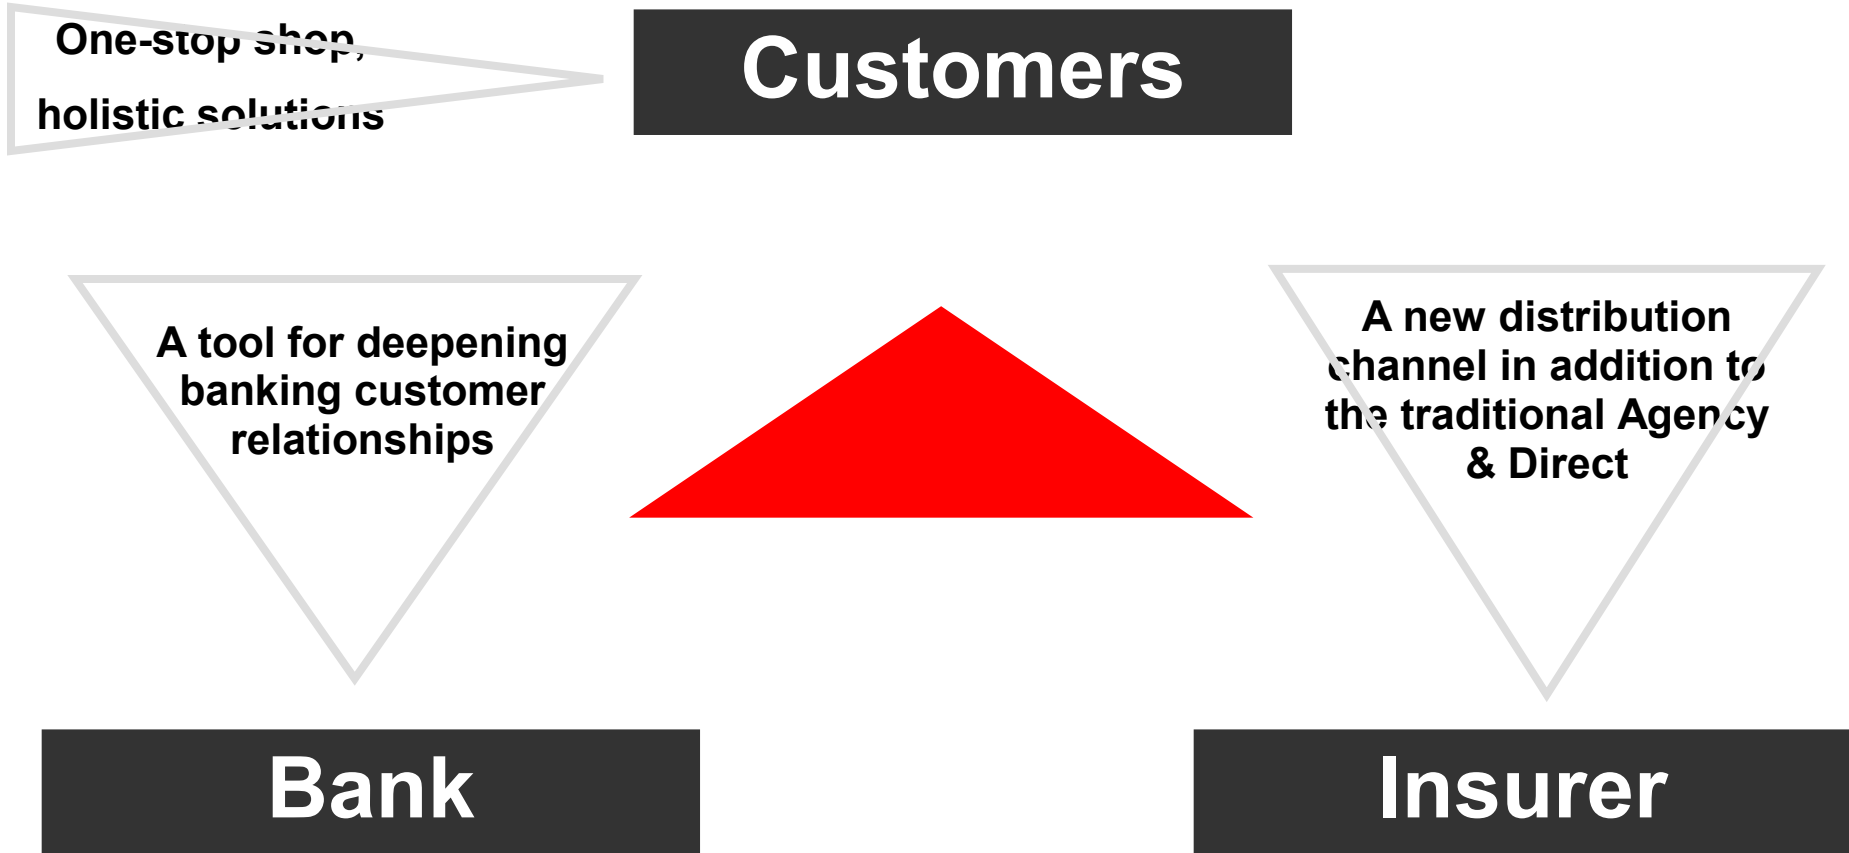 One-stop shop,
holistic solutions
Customers
A tool for deepening
banking customer
relationships
A new distribution
channel in addition to
the traditional Agency
& Direct
Bank
Insurer